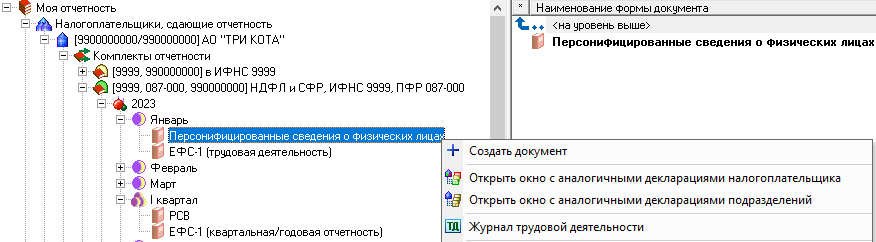 Моя отчетность
Налогоплательщики, сдающие отчетность
[9900000000/990000000] АО "ТРИ КОТА"
Комплекты отчетности
[9999, 990000000] в ИФНС 9999
[9999, 087-000, 990000000] НДФЛ и СФР, ИФНС 9999, ПФР 087-000
2023
Январь
Персонифицированные сведения о физических лицах
ЕФС-1 (трудовая деятельность)
Февраль
Март
I квартал
РСВ
ЕФС-1 (квартальная/годовая отчетность)
* Наименование формы документа
<на уровень выше>
Персонифицированные сведения о физических лицах
Создать документ
Открыть окно с аналогичными декларациями налогоплательщика
Открыть окно с аналогичными декларациями подразделений
ТД Журнал трудовой деятельности